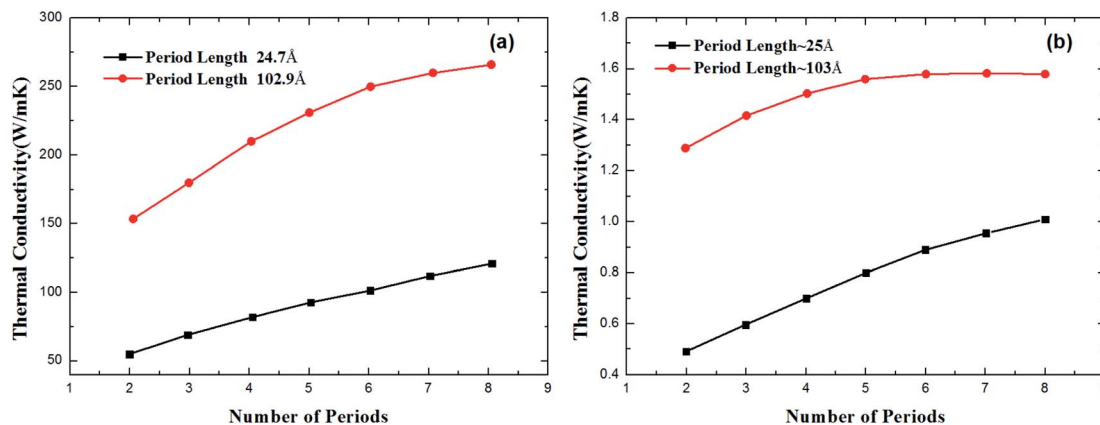 (a)
Period Length 24.7Å
Period Length 102.9Å
Thermal Conductivity(W/mK)
300
250
200
150
100
50
1 2 3 4 5 6 7 8 9
Number of Periods
(b)
Period Length~25Å
Period Length~103Å
Thermal Conductivity(W/mK)
1.8
1.6
1.4
1.2
1.0
0.8
0.6
0.4
1 2 3 4 5 6 7 8
Number of Periods